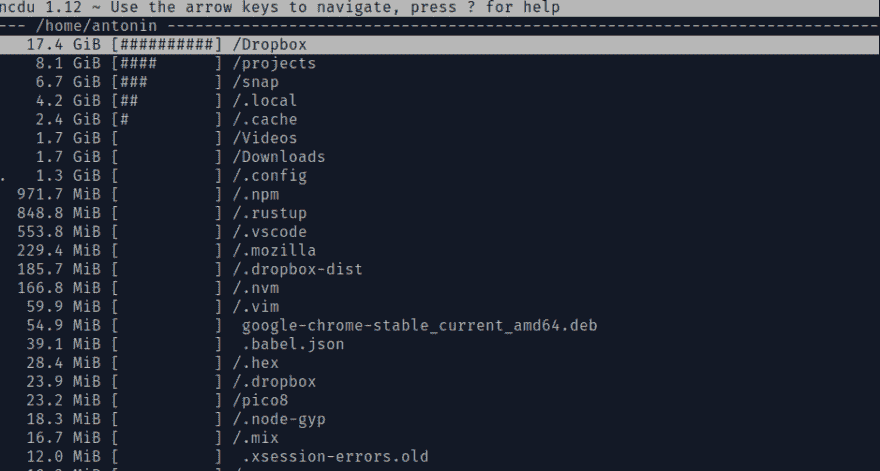 ncdu 1.12 ~ Use the arrow keys to navigate, press ? for help
--- /home/antonin -----------------------------------------------------------------------------
   17.4 GiB [##########] /Dropbox
    8.1 GiB [####      ] /projects
    6.7 GiB [###       ] /snap
    4.2 GiB [##        ] /.local
    2.4 GiB [#         ] /.cache
    1.7 GiB [          ] /Videos
    1.7 GiB [          ] /Downloads
.   1.3 GiB [          ] /.config
  971.7 MiB [          ] /.npm
  848.8 MiB [          ] /.rustup
  553.8 MiB [          ] /.vscode
  229.4 MiB [          ] /.mozilla
  185.7 MiB [          ] /.dropbox-dist
  166.8 MiB [          ] /.nvm
   59.9 MiB [          ] /.vim
   54.9 MiB [          ]  google-chrome-stable_current_amd64.deb
   39.1 MiB [          ]  .babel.json
   28.4 MiB [          ] /.hex
   23.9 MiB [          ] /.dropbox
   23.2 MiB [          ] /pico8
   18.3 MiB [          ] /.node-gyp
   16.7 MiB [          ] /.mix
   12.0 MiB [          ]  .xsession-errors.old